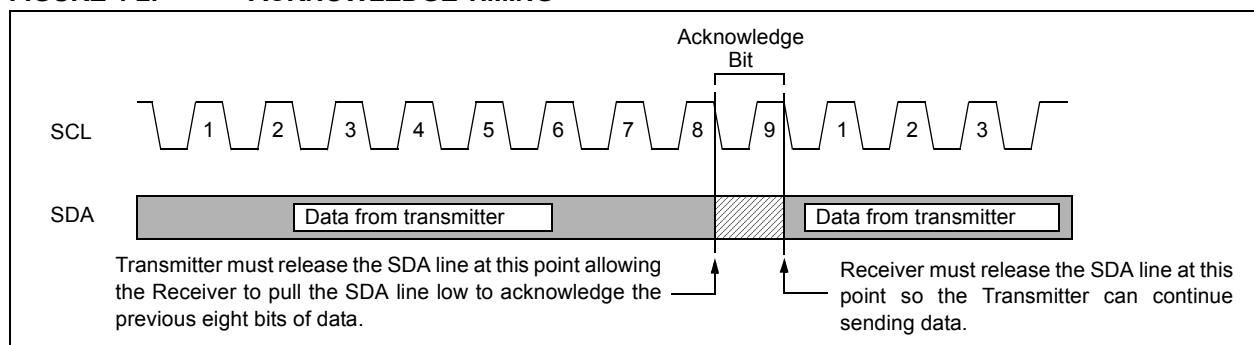 Acknowledge
Bit
SCL
1 2 3 4 5 6 7 8 9 1 2 3
SDA
Data from transmitter
Data from transmitter
Transmitter must release the SDA line at this point allowing
the Receiver to pull the SDA line low to acknowledge the
previous eight bits of data.
Receiver must release the SDA line at this
point so the Transmitter can continue
sending data.